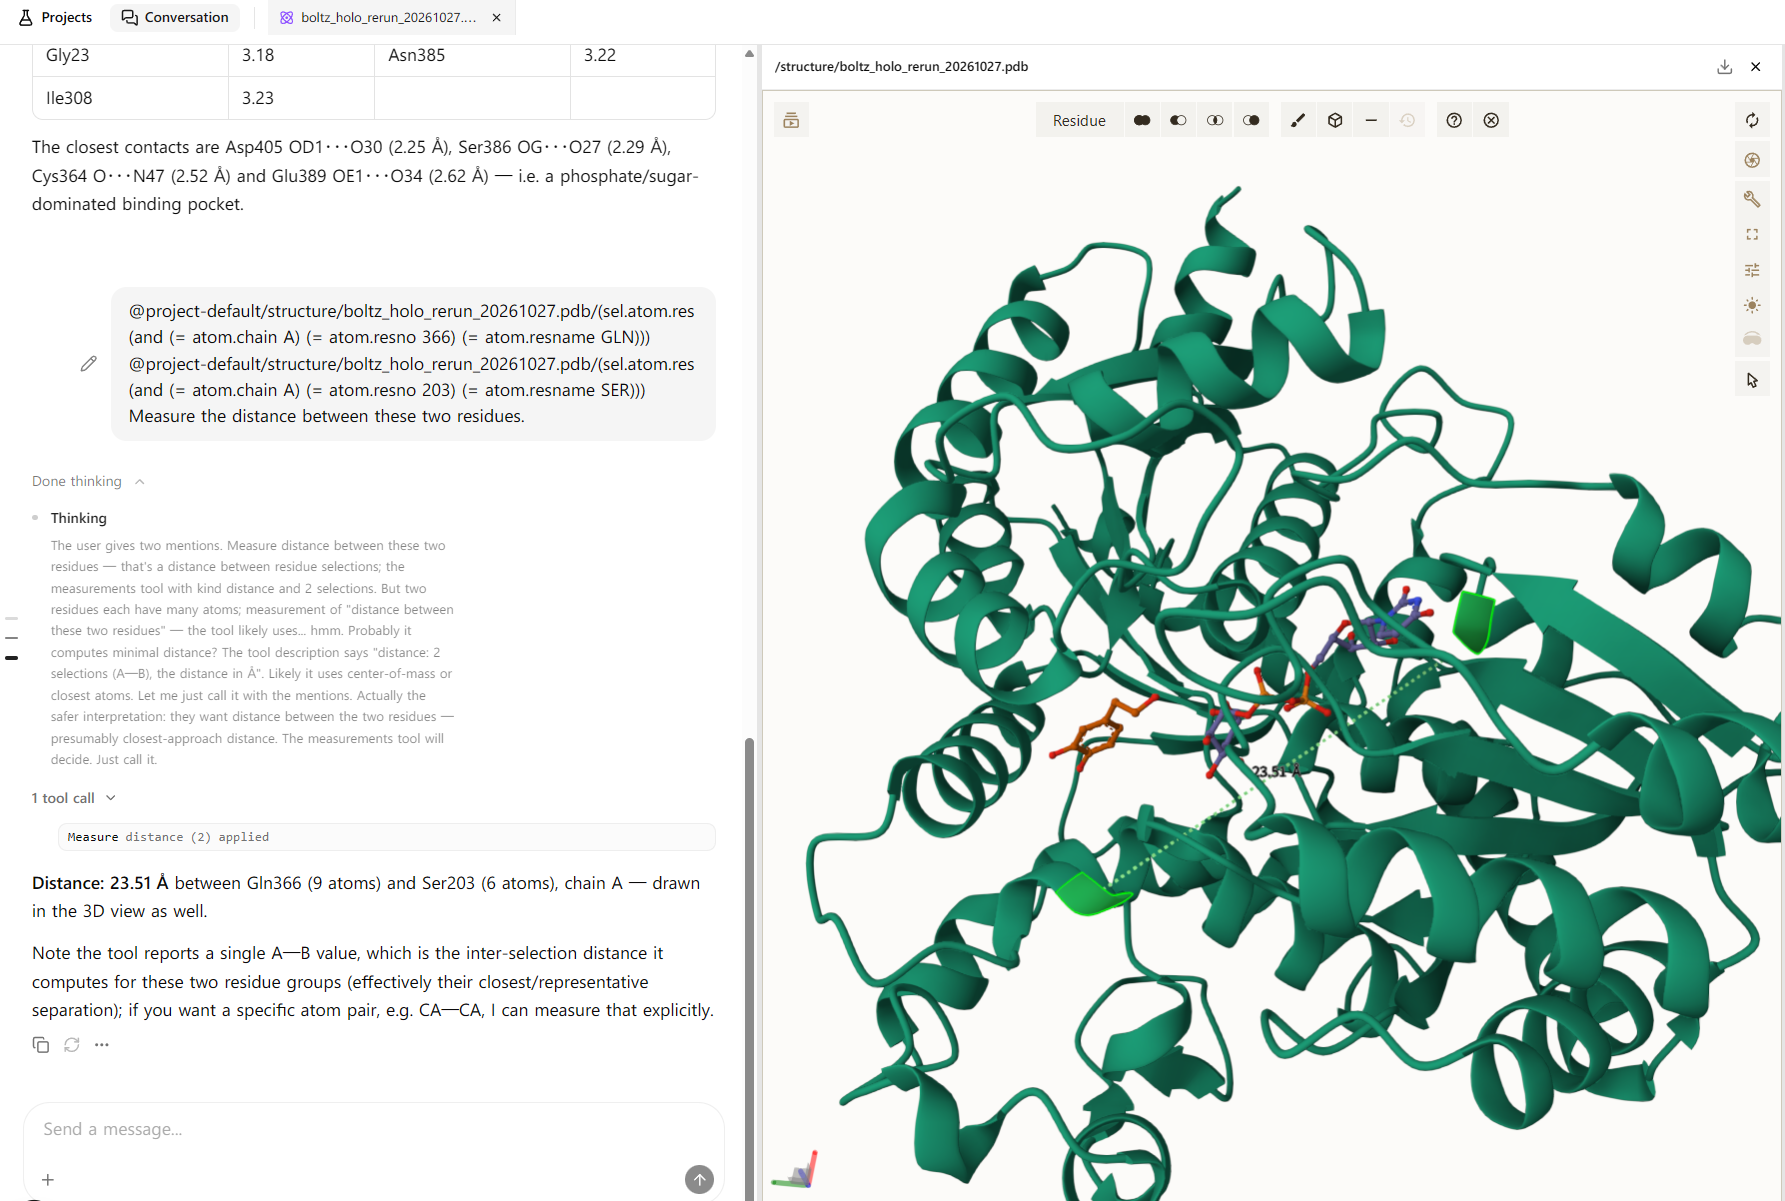 Projects
Conversation
boltz_holo_rerun_20261027....
Gly23 3.18 Asn385 3.22
Ile308 3.23
The closest contacts are Asp405 OD1···O30 (2.25 Å), Ser386 OG···O27 (2.29 Å),
Cys364 O···N47 (2.52 Å) and Glu389 OE1···O34 (2.62 Å) — i.e. a phosphate/sugar-
dominated binding pocket.
@project-default/structure/boltz_holo_rerun_20261027.pdb/(sel.atom.res
(and (= atom.chain A) (= atom.resno 366) (= atom.resname GLN)))
@project-default/structure/boltz_holo_rerun_20261027.pdb/(sel.atom.res
(and (= atom.chain A) (= atom.resno 203) (= atom.resname SER)))
Measure the distance between these two residues.
Done thinking
Thinking
The user gives two mentions. Measure distance between these two
residues — that's a distance between residue selections; the
measurements tool with kind distance and 2 selections. But two
residues each have many atoms; measurement of "distance between
these two residues" — the tool likely uses... hmm. Probably it
computes minimal distance? The tool description says "distance: 2
selections (A—B), the distance in Å". Likely it uses center-of-mass or
closest atoms. Let me just call it with the mentions. Actually the
safer interpretation: they want distance between the two residues —
presumably closest-approach distance. The measurements tool will
decide. Just call it.
1 tool call
Measure distance (2) applied
Distance: 23.51 Å between Gln366 (9 atoms) and Ser203 (6 atoms), chain A — drawn
in the 3D view as well.
Note the tool reports a single A—B value, which is the inter-selection distance it
computes for these two residue groups (effectively their closest/representative
separation); if you want a specific atom pair, e.g. CA—CA, I can measure that explicitly.
Send a message...
/structure/boltz_holo_rerun_20261027.pdb
Residue
23.51 Å